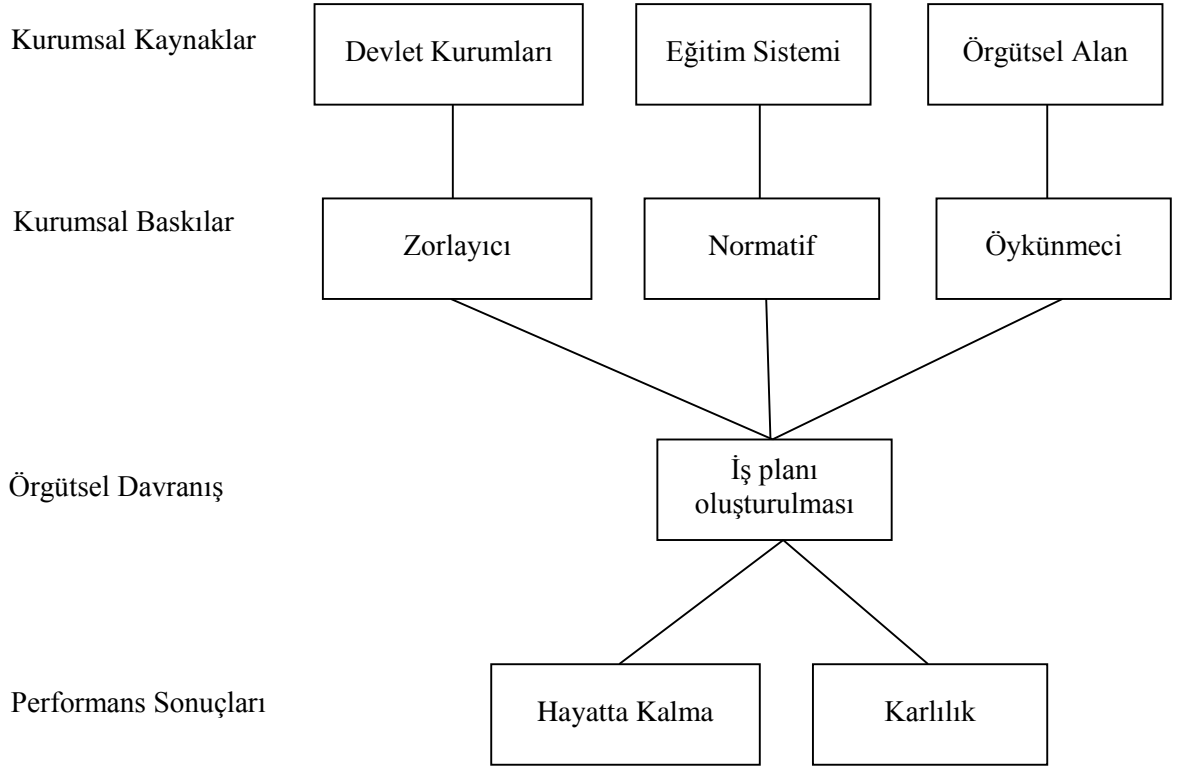 Kurumsal Kaynaklar
Devlet Kurumları
Eğitim Sistemi
Örgütsel Alan
Kurumsal Baskılar
Zorlayıcı
Normatif
Öykünmeci
Örgütsel Davranış
İş planı
oluşturulması
Performans Sonuçları
Hayatta Kalma
Karlılık